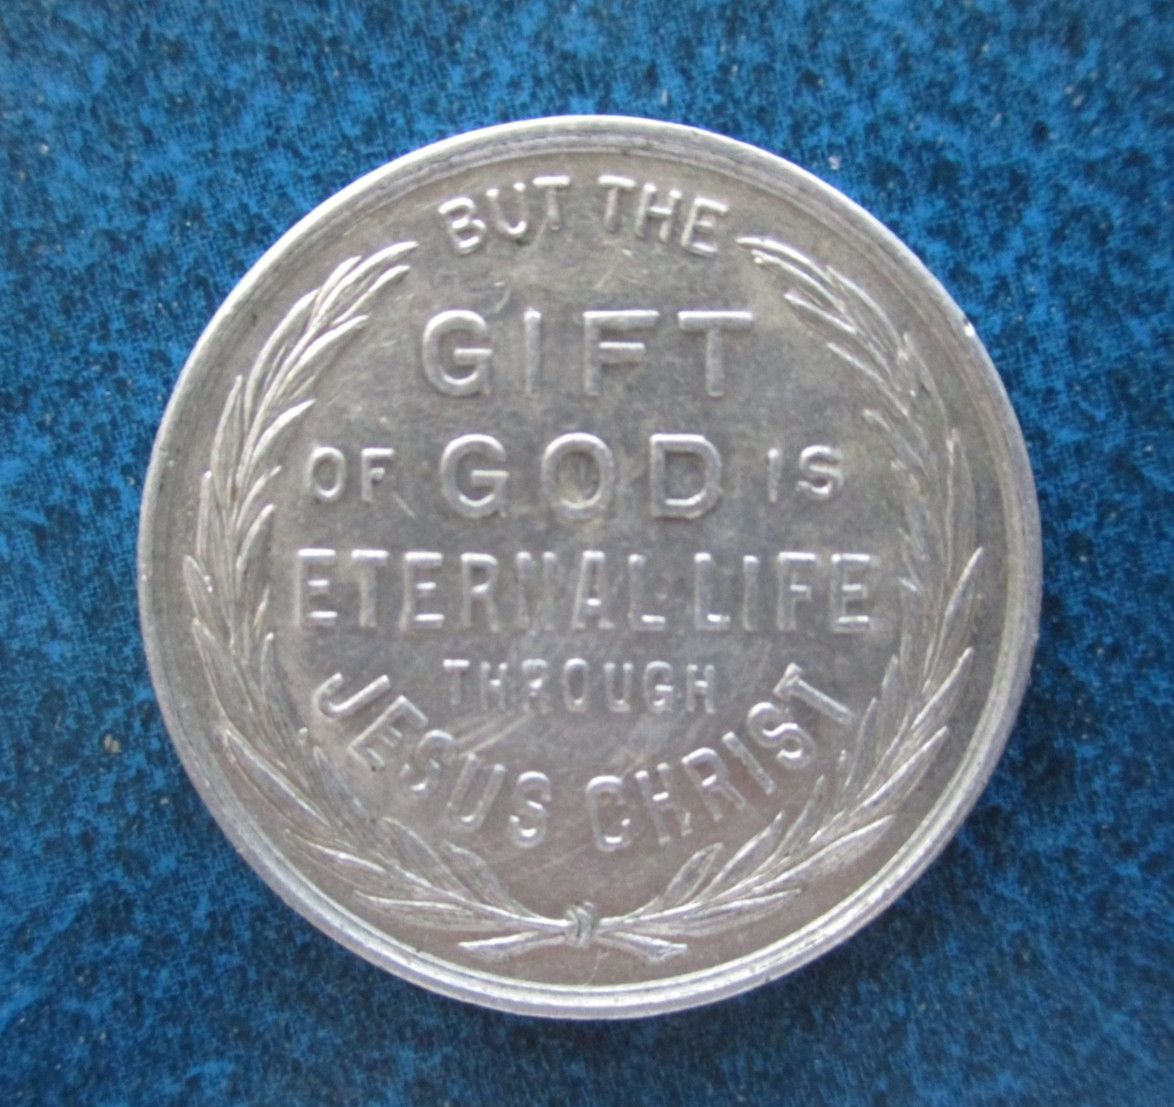 BUT THE
GIFT
OF GOD IS
ETERNAL LIFE
THROUGH
JESUS CHRIST